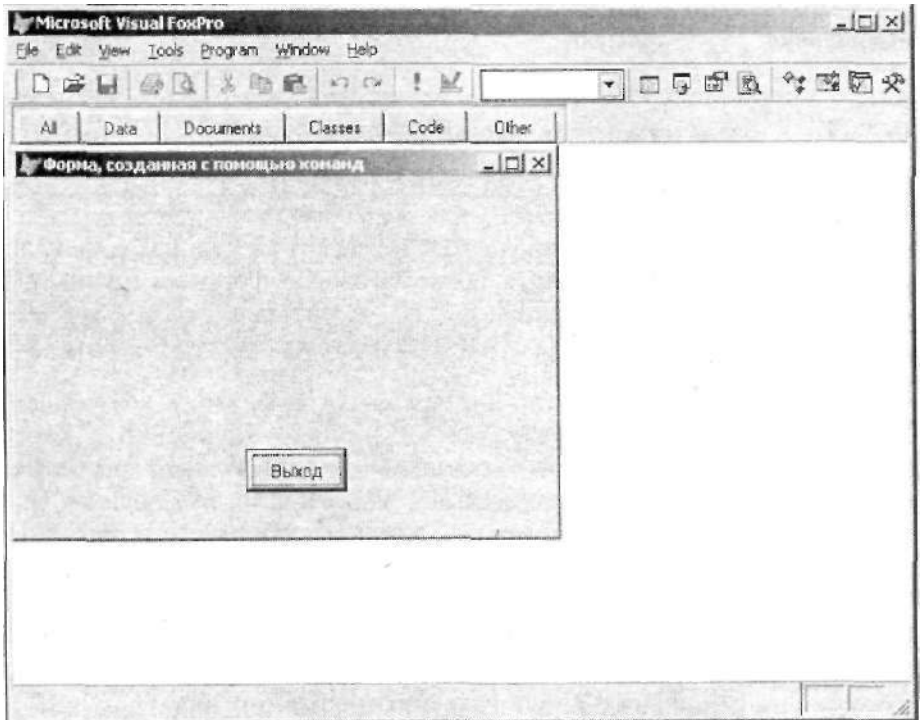 Microsoft Visual FoxPro
File Edit View Tools Program Window Help
All Data Documents Classes Code Other
Форма, созданная с помощью команд
Выход